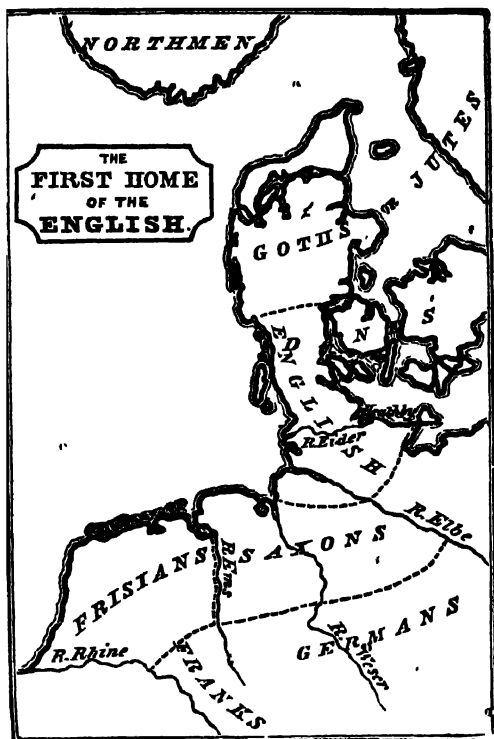 NORTHMEN
THE
FIRST HOME
OF THE
ENGLISH.
GOTHS OR JUTES
D
N
S
S
ENGLISH
R.Eider
R.Elbe
FRISIANS
SAXONS
R.Ems
R.Weser
GERMANS
R.Rhine
FRANKS